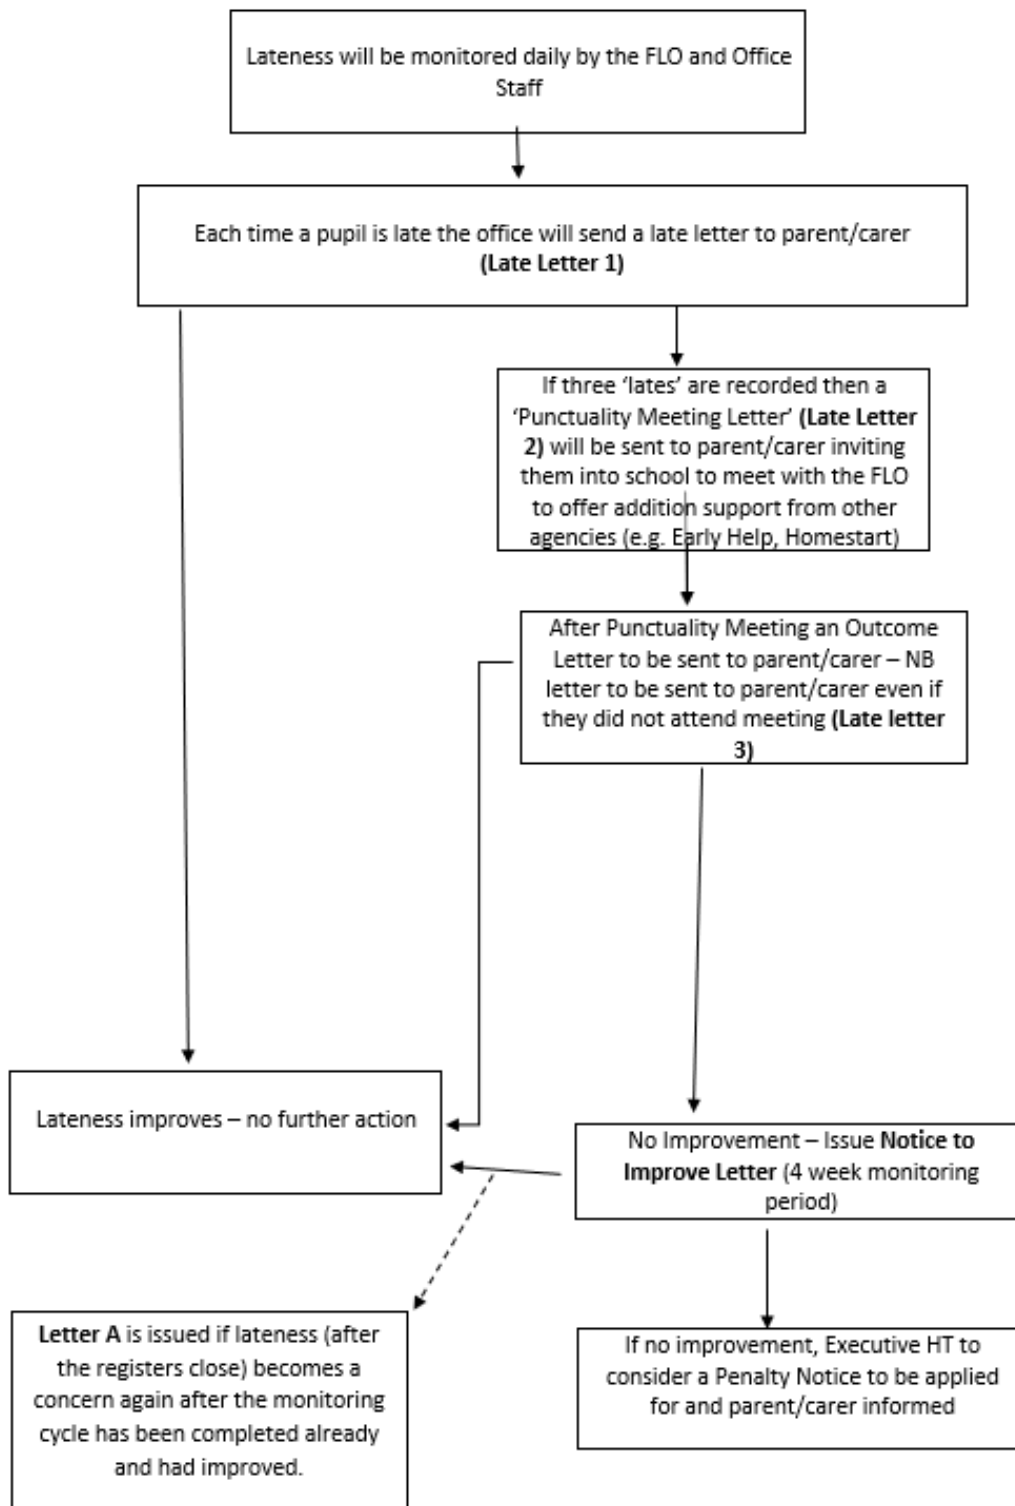 Lateness will be monitored daily by the FLO and Office
Staff
Each time a pupil is late the office will send a late letter to parent/carer
(Late Letter 1)
If three ‘lates’ are recorded then a
‘Punctuality Meeting Letter’ (Late Letter
2) will be sent to parent/carer inviting
them into school to meet with the FLO
to offer addition support from other
agencies (e.g. Early Help, Homestart)
After Punctuality Meeting an Outcome
Letter to be sent to parent/carer – NB
letter to be sent to parent/carer even if
they did not attend meeting (Late letter
3)
Lateness improves – no further action
No Improvement – Issue Notice to
Improve Letter (4 week monitoring
period)
Letter A is issued if lateness (after
the registers close) becomes a
concern again after the monitoring
cycle has been completed already
and had improved.
If no improvement, Executive HT to
consider a Penalty Notice to be applied
for and parent/carer informed